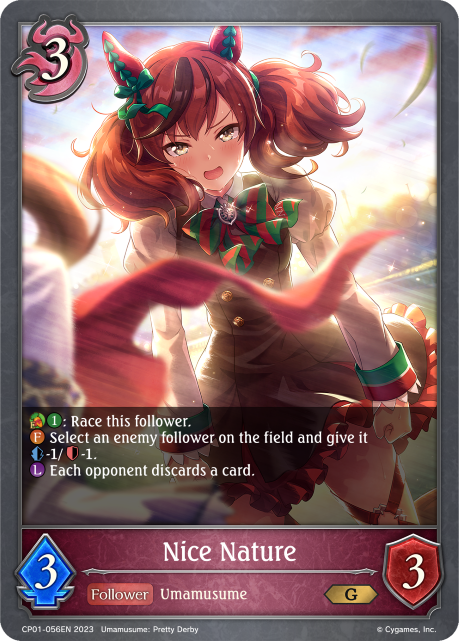 3
1 : Race this follower.
F Select an enemy follower on the field and give it
-1/ -1.
L Each opponent discards a card.
Nice Nature
3 Follower Umamusume G 3
CP01-056EN 2023 Umamusume: Pretty Derby © Cygames, Inc.